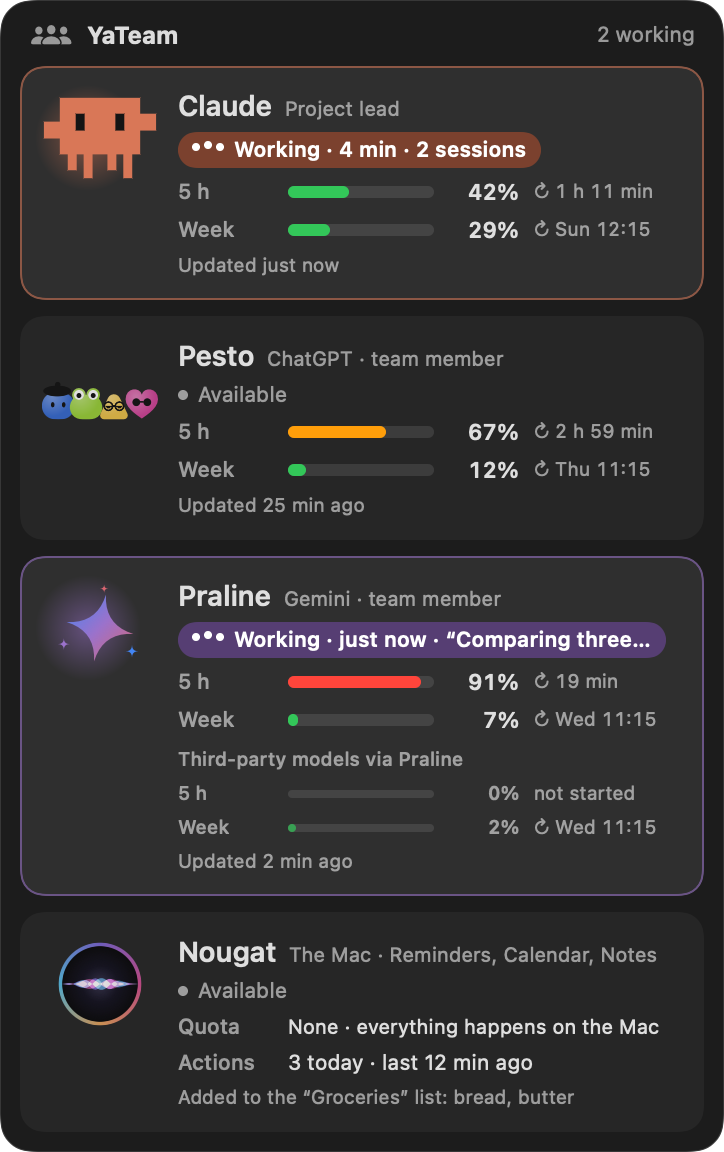 YaTeam 2 working
Claude Project lead
Working · 4 min · 2 sessions
5 h 42% ↻ 1 h 11 min
Week 29% ↻ Sun 12:15
Updated just now
Pesto ChatGPT · team member
Available
5 h 67% ↻ 2 h 59 min
Week 12% ↻ Thu 11:15
Updated 25 min ago
Praline Gemini · team member
Working · just now · “Comparing three…
5 h 91% ↻ 19 min
Week 7% ↻ Wed 11:15
Third-party models via Praline
5 h 0% not started
Week 2% ↻ Wed 11:15
Updated 2 min ago
Nougat The Mac · Reminders, Calendar, Notes
Available
Quota None · everything happens on the Mac
Actions 3 today · last 12 min ago
Added to the “Groceries” list: bread, butter